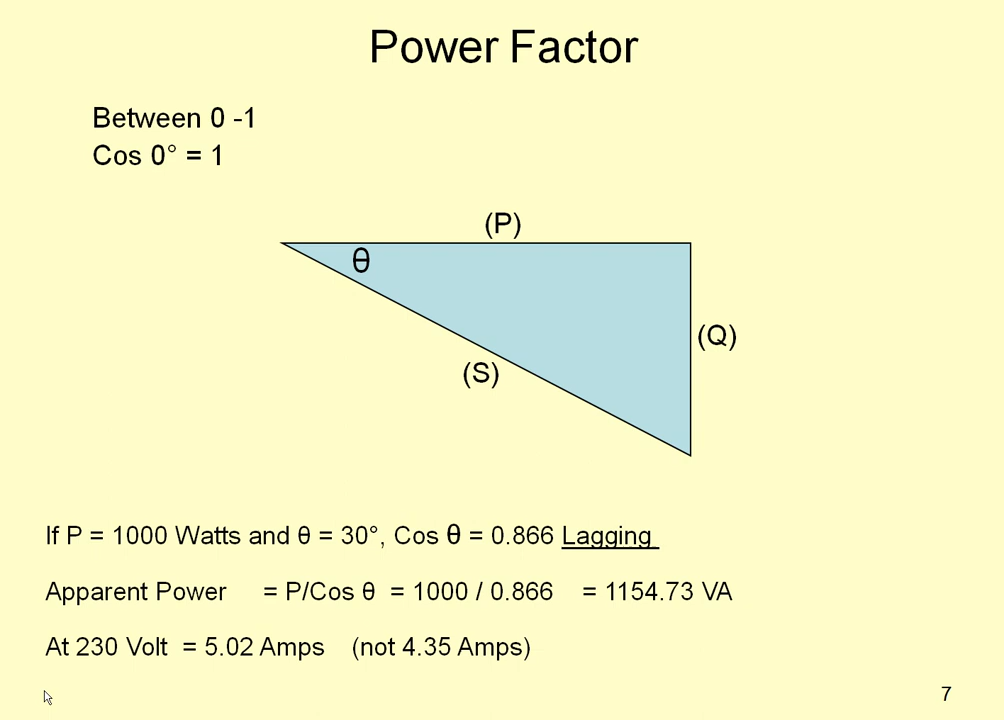 Power Factor
Between 0 -1
Cos 0° = 1
(P)
θ
(Q)
(S)
If P = 1000 Watts and θ = 30°, Cos θ = 0.866 Lagging
Apparent Power = P/Cos θ = 1000 / 0.866 = 1154.73 VA
At 230 Volt = 5.02 Amps (not 4.35 Amps)
7